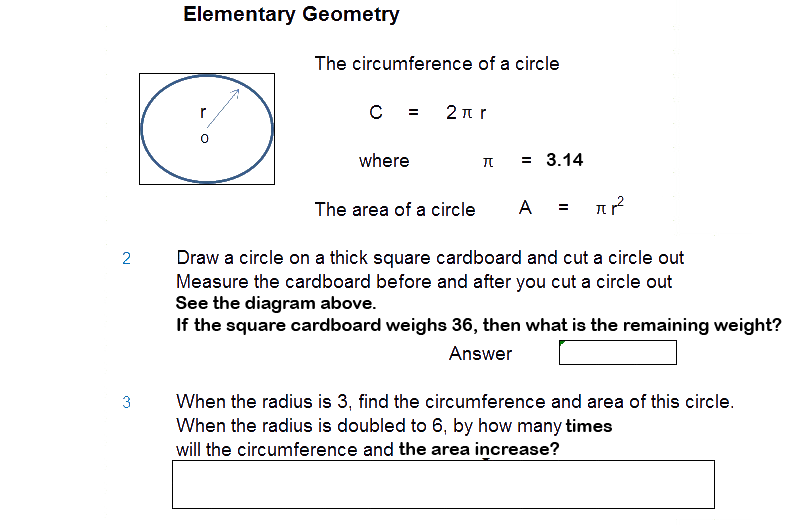 Elementary Geometry
The circumference of a circle
r
o
C = 2 π r
where π = 3.14
The area of a circle A = π r²
2 Draw a circle on a thick square cardboard and cut a circle out
Measure the cardboard before and after you cut a circle out
See the diagram above.
If the square cardboard weighs 36, then what is the remaining weight?
Answer
3 When the radius is 3, find the circumference and area of this circle.
When the radius is doubled to 6, by how many times
will the circumference and the area increase?